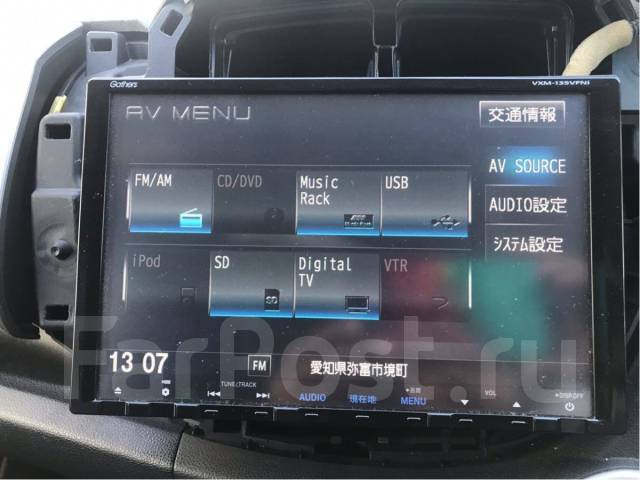 Gathers
VXM-135VFNi
AV MENU
交通情報
FM/AM
CD/DVD
Music Rack
USB
AV SOURCE
AUDIO設定
iPod
SD
SD
Digital TV
VTR
システム設定
13 07
FM
愛知県弥富市境町
TUNE/TRACK
AUDIO
現在地
MENU
VOL
DISP.OFF
FarPost.ru